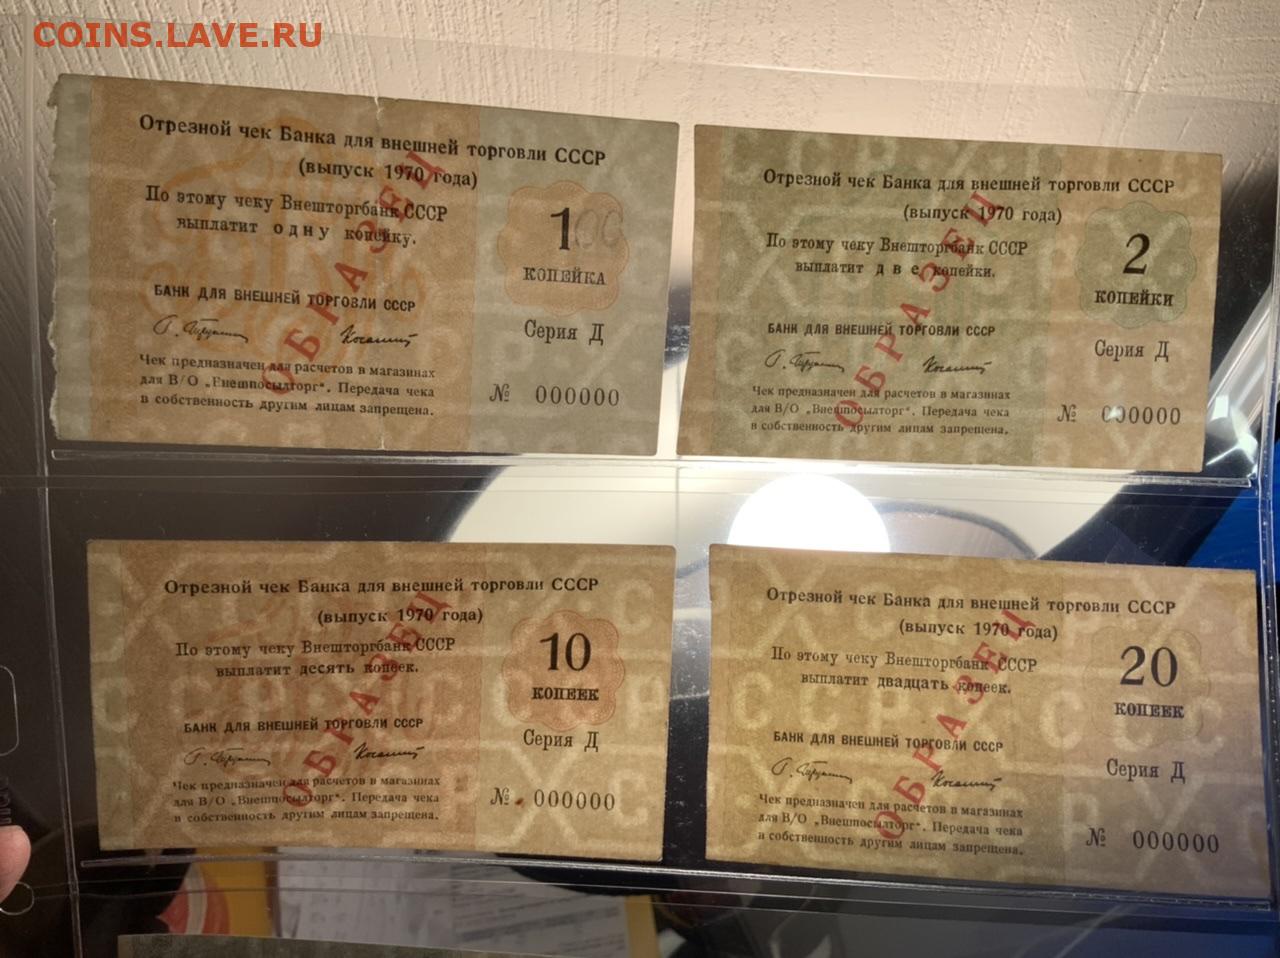 COINS.LAVE.RU
Отрезной чек Банка для внешней торговли СССР
(выпуск 1970 года)
По этому чеку Внешторгбанк СССР
выплатит одну копейку.
1
КОПЕЙКА
БАНК ДЛЯ ВНЕШНЕЙ ТОРГОВЛИ СССР
Серия Д
Чек предназначен для расчетов в магазинах
для В/О „Внешпосылторг“. Передача чека
в собственность другим лицам запрещена.
№ 000000
ОБРАЗЕЦ
Отрезной чек Банка для внешней торговли СССР
(выпуск 1970 года)
По этому чеку Внешторгбанк СССР
выплатит две копейки.
2
КОПЕЙКИ
БАНК ДЛЯ ВНЕШНЕЙ ТОРГОВЛИ СССР
Серия Д
Чек предназначен для расчетов в магазинах
для В/О „Внешпосылторг“. Передача чека
в собственность другим лицам запрещена.
№ 000000
ОБРАЗЕЦ
Отрезной чек Банка для внешней торговли СССР
(выпуск 1970 года)
По этому чеку Внешторгбанк СССР
выплатит десять копеек.
10
КОПЕЕК
БАНК ДЛЯ ВНЕШНЕЙ ТОРГОВЛИ СССР
Серия Д
Чек предназначен для расчетов в магазинах
для В/О „Внешпосылторг“. Передача чека
в собственность другим лицам запрещена.
№ 000000
ОБРАЗЕЦ
Отрезной чек Банка для внешней торговли СССР
(выпуск 1970 года)
По этому чеку Внешторгбанк СССР
выплатит двадцать копеек.
20
КОПЕЕК
БАНК ДЛЯ ВНЕШНЕЙ ТОРГОВЛИ СССР
Серия Д
Чек предназначен для расчетов в магазинах
для В/О „Внешпосылторг“. Передача чека
в собственность другим лицам запрещена.
№ 000000
ОБРАЗЕЦ